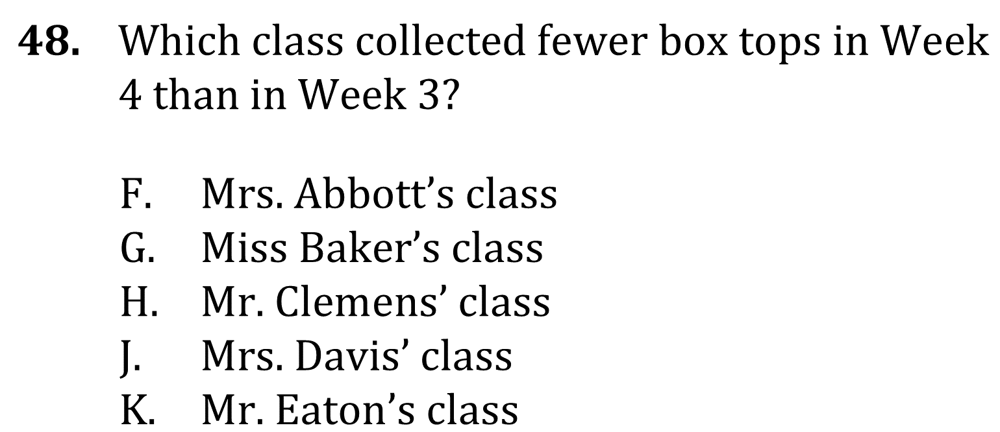 48. Which class collected fewer box tops in Week
4 than in Week 3?
F. Mrs. Abbott’s class
G. Miss Baker’s class
H. Mr. Clemens’ class
J. Mrs. Davis’ class
K. Mr. Eaton’s class